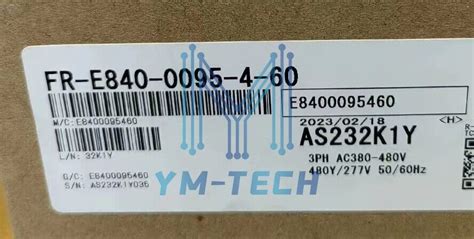 FR-E840-0095-4-60
M/C: E8400095460
E8400095460
2023/02/18 <H>
L/N: 32K1Y
AS232K1Y
3PH AC380-480V
G/C: E8400095460
480Y/277V 50/60Hz
S/N: AS232K1Y035
YM-TECH